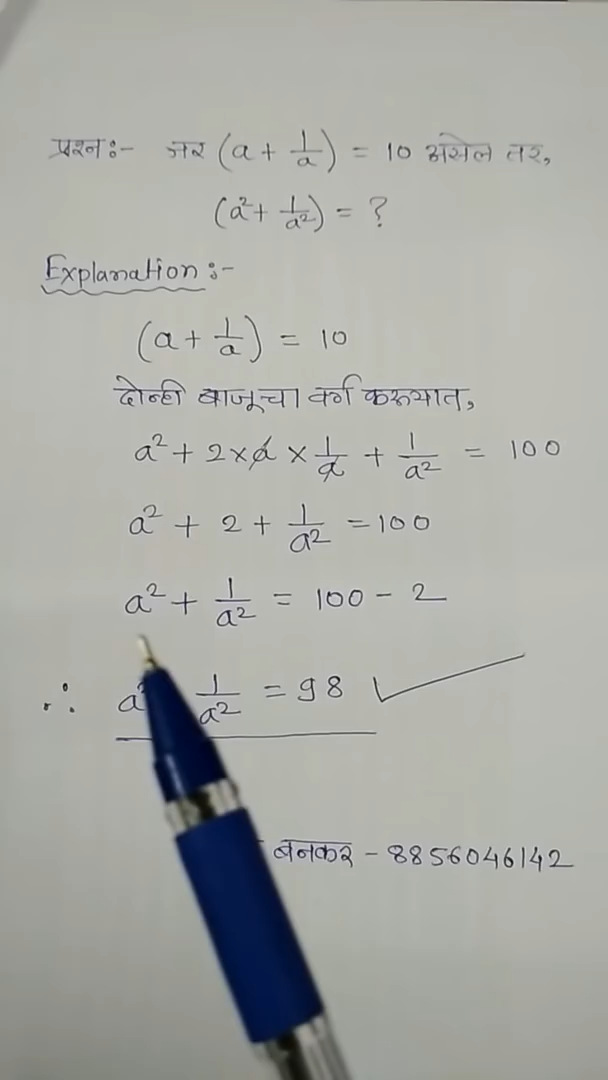 प्रश्न:- जर (a + 1/a) = 10 असेल तर,
(a² + 1/a²) = ?
Explanation :-
(a + 1/a) = 10
दोन्ही बाजूचा वर्ग करूयात,
a² + 2 × a × 1/a + 1/a² = 100
a² + 2 + 1/a² = 100
a² + 1/a² = 100 - 2
∴ a² 1/a² = 98
बनकर - 8856046142